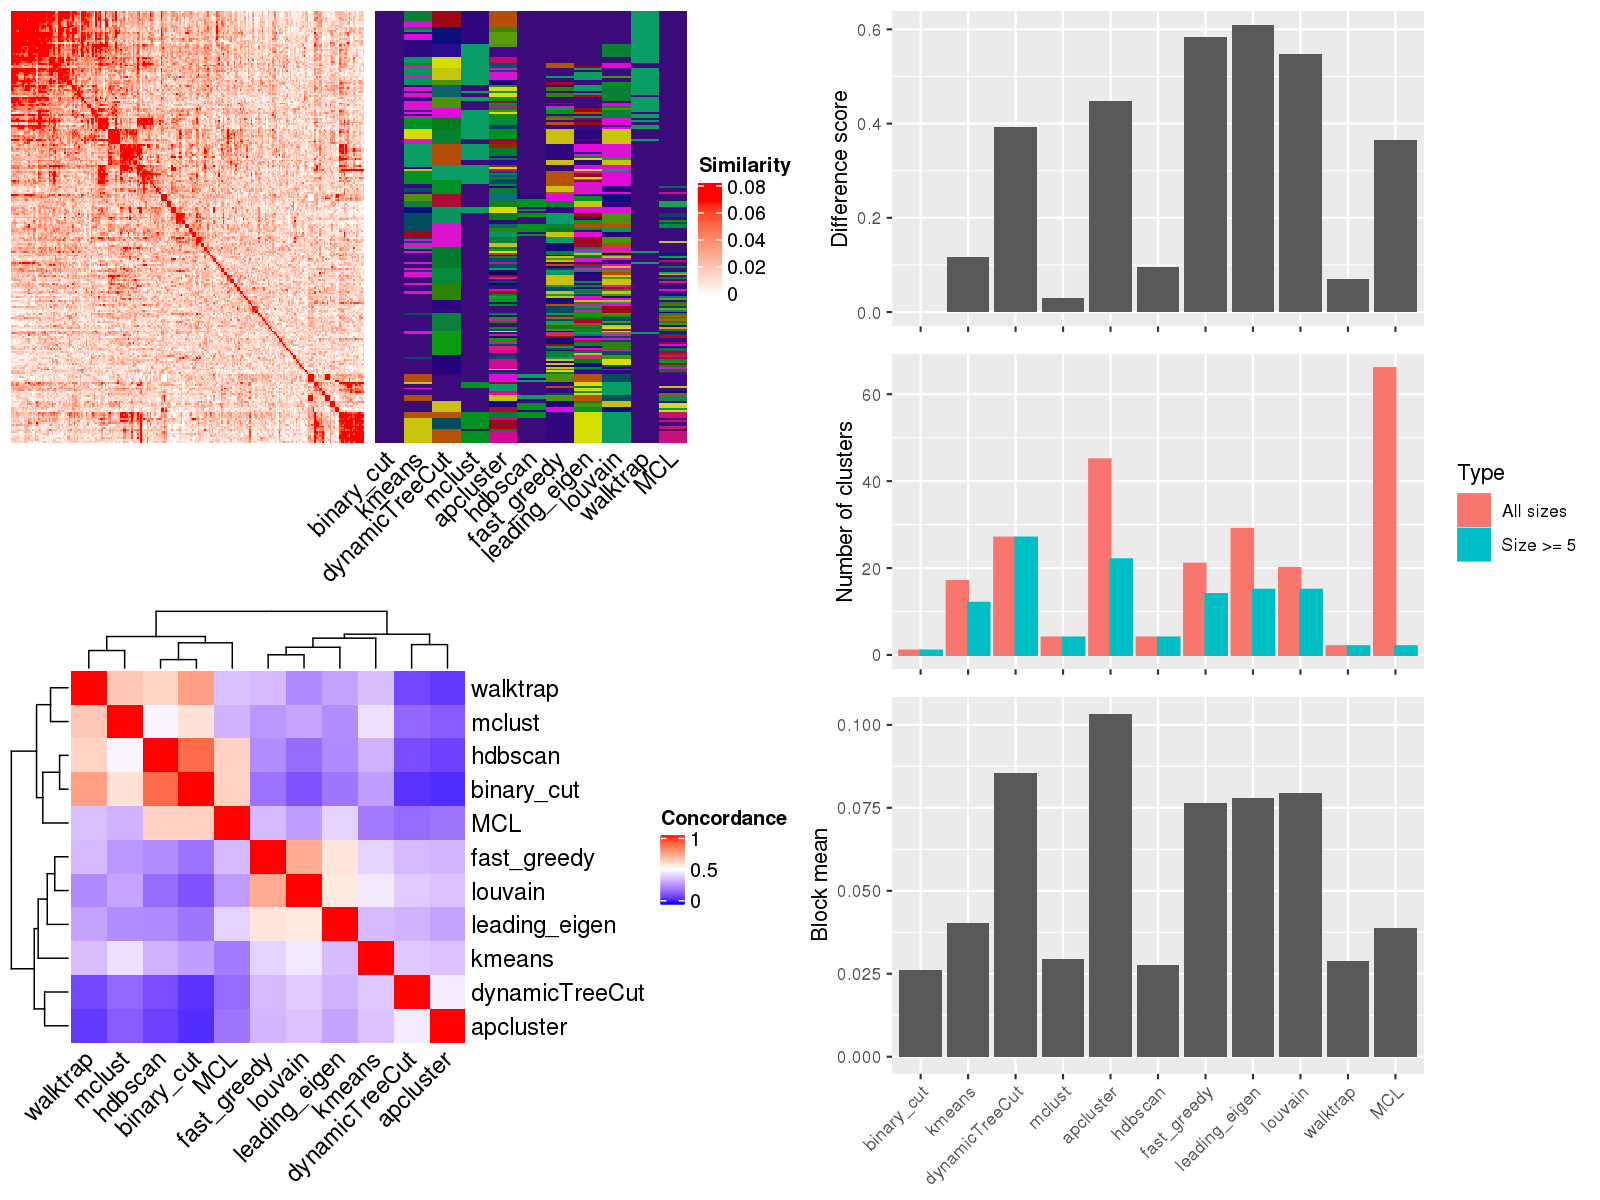 Similarity
0.08
0.06
0.04
0.02
0
binary_cut
kmeans
dynamicTreeCut
mclust
apcluster
hdbscan
fast_greedy
leading_eigen
louvain
walktrap
MCL
walktrap
mclust
hdbscan
binary_cut
MCL
fast_greedy
louvain
leading_eigen
kmeans
dynamicTreeCut
apcluster
Concordance
1
0.5
0
walktrap
mclust
hdbscan
binary_cut
MCL
fast_greedy
louvain
leading_eigen
kmeans
dynamicTreeCut
apcluster
Difference score
0.6
0.4
0.2
0.0
Number of clusters
60
40
20
0
Type
All sizes
Size >= 5
Block mean
0.100
0.075
0.050
0.025
0.000
binary_cut
kmeans
dynamicTreeCut
mclust
apcluster
hdbscan
fast_greedy
leading_eigen
louvain
walktrap
MCL